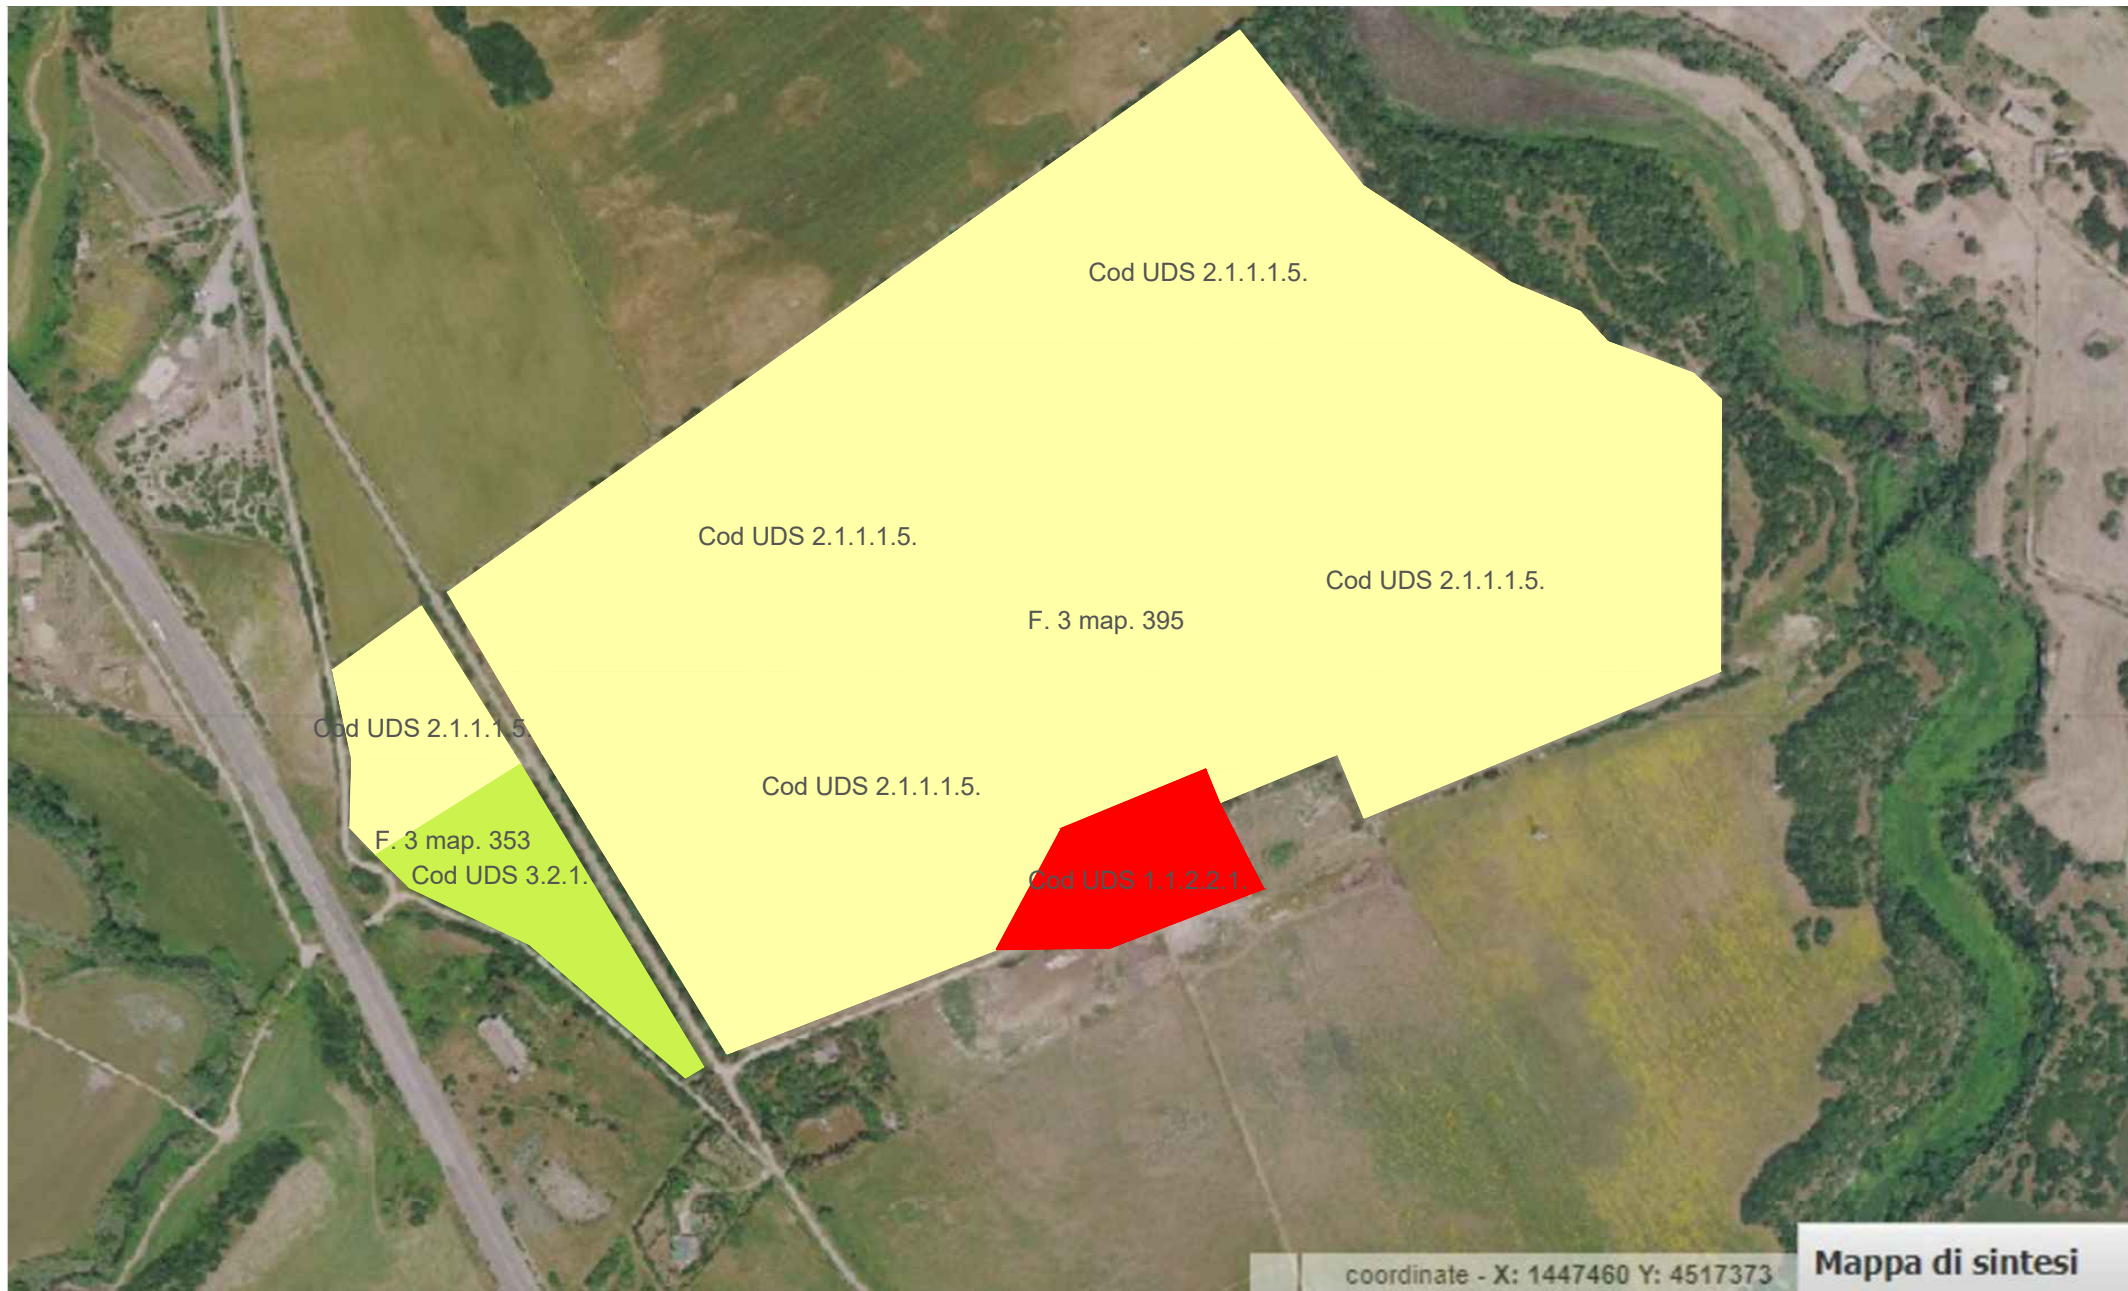 Cod UDS 2.1.1.1.5.
Cod UDS 2.1.1.1.5.
Cod UDS 2.1.1.1.5.
F. 3 map. 395
Cod UDS 2.1.1.1.5.
Cod UDS 2.1.1.1.5.
F. 3 map. 353
Cod UDS 3.2.1.
Cod UDS 1.1.2.2.1.
coordinate - X: 1447460 Y: 4517373
Mappa di sintesi